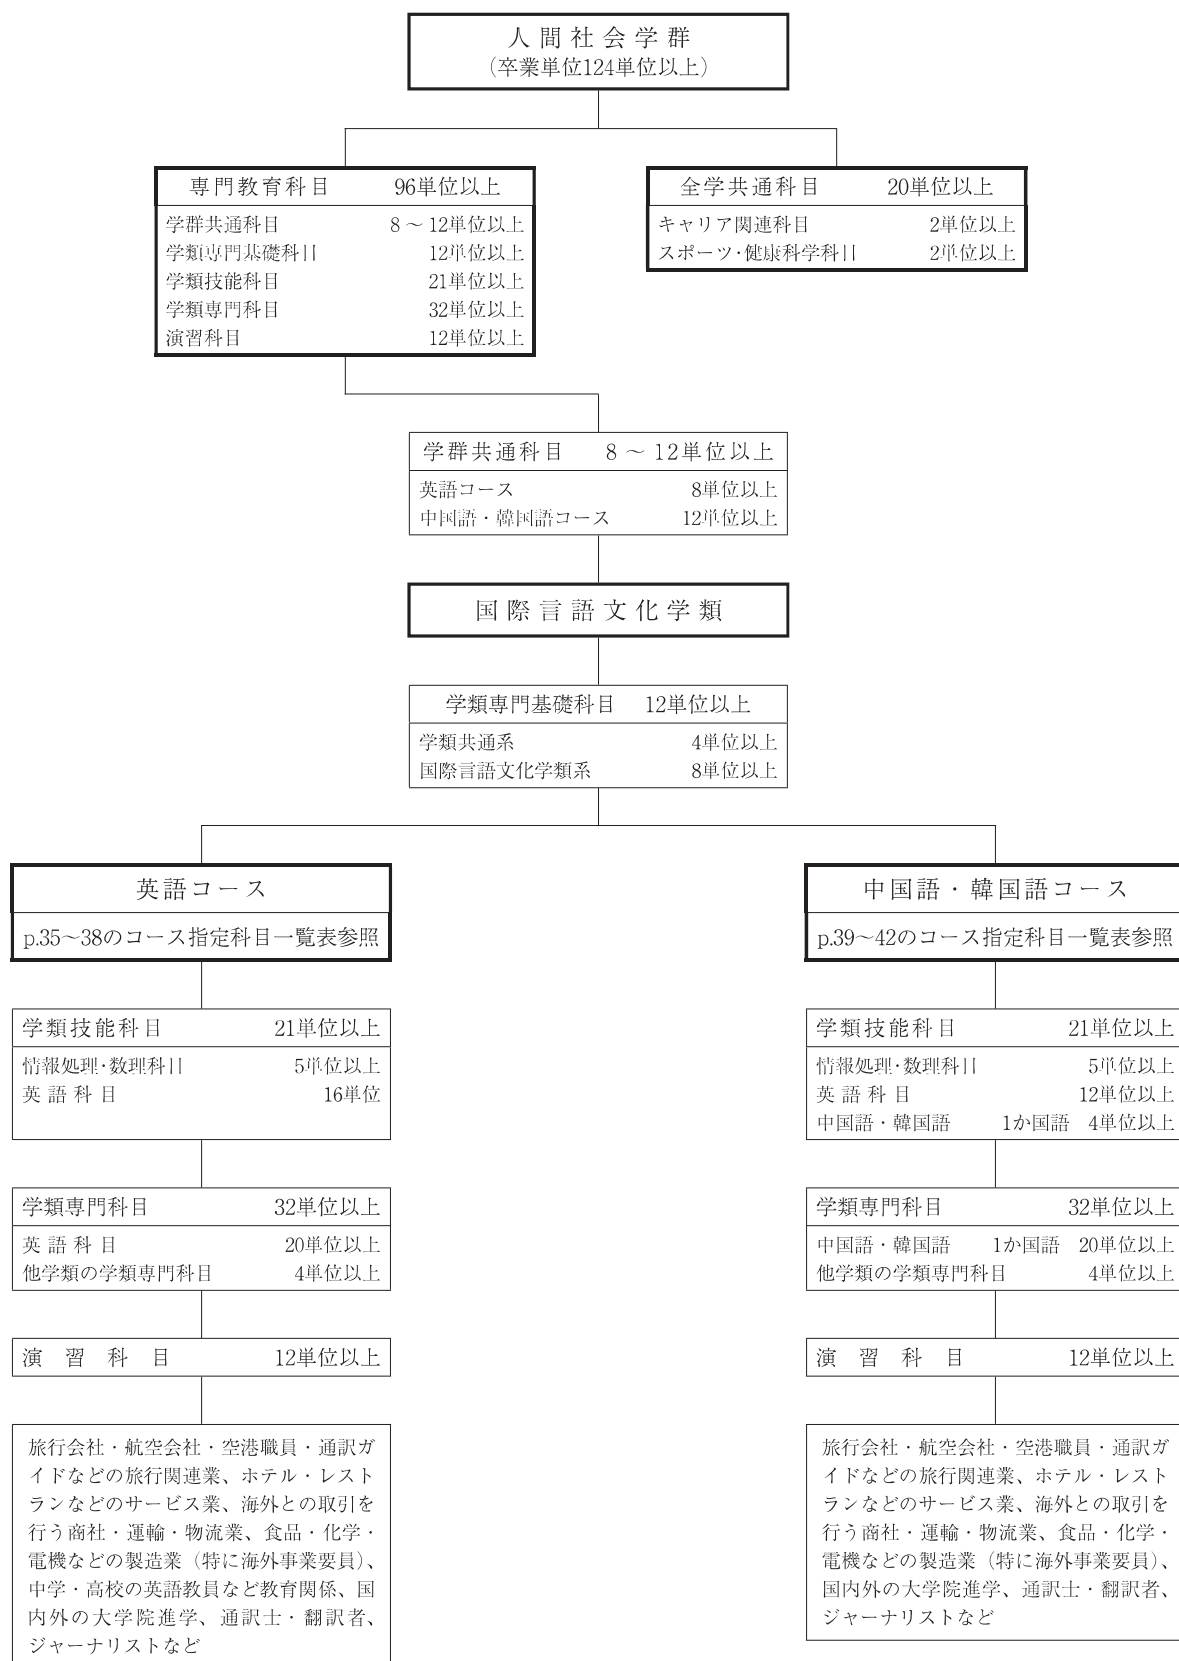 人間社会学群
（卒業単位124単位以上）
専門教育科目 96単位以上
学群共通科目 8～12単位以上
学類専門基礎科目 12単位以上
学類技能科目 21単位以上
学類専門科目 32単位以上
演習科目 12単位以上
全学共通科目 20単位以上
キャリア関連科目 2単位以上
スポーツ・健康科学科目 2単位以上
学群共通科目 8～12単位以上
英語コース 8単位以上
中国語・韓国語コース 12単位以上
国際言語文化学類
学類専門基礎科目 12単位以上
学類共通系 4単位以上
国際言語文化学類系 8単位以上
英語コース
p.35～38のコース指定科目一覧表参照
学類技能科目 21単位以上
情報処理・数理科目 5単位以上
英語科目 16単位
学類専門科目 32単位以上
英語科目 20単位以上
他学類の学類専門科目 4単位以上
演習科目 12単位以上
旅行会社・航空会社・空港職員・通訳ガ
イドなどの旅行関連業、ホテル・レスト
ランなどのサービス業、海外との取引を
行う商社・運輸・物流業、食品・化学・
電機などの製造業（特に海外事業要員）、
中学・高校の英語教員など教育関係、国
内外の大学院進学、通訳士・翻訳者、
ジャーナリストなど
中国語・韓国語コース
p.39～42のコース指定科目一覧表参照
学類技能科目 21単位以上
情報処理・数理科目 5単位以上
英語科目 12単位以上
中国語・韓国語 1か国語 4単位以上
学類専門科目 32単位以上
中国語・韓国語 1か国語 20単位以上
他学類の学類専門科目 4単位以上
演習科目 12単位以上
旅行会社・航空会社・空港職員・通訳ガ
イドなどの旅行関連業、ホテル・レスト
ランなどのサービス業、海外との取引を
行う商社・運輸・物流業、食品・化学・
電機などの製造業（特に海外事業要員）、
国内外の大学院進学、通訳士・翻訳者、
ジャーナリストなど